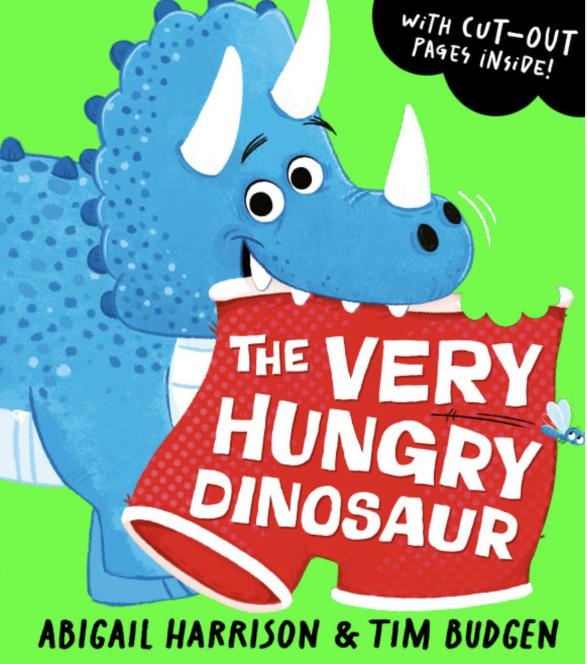 WITH CUT-OUT
PAGES INSIDE!
THE VERY
HUNGRY
DINOSAUR
ABIGAIL HARRISON & TIM BUDGEN